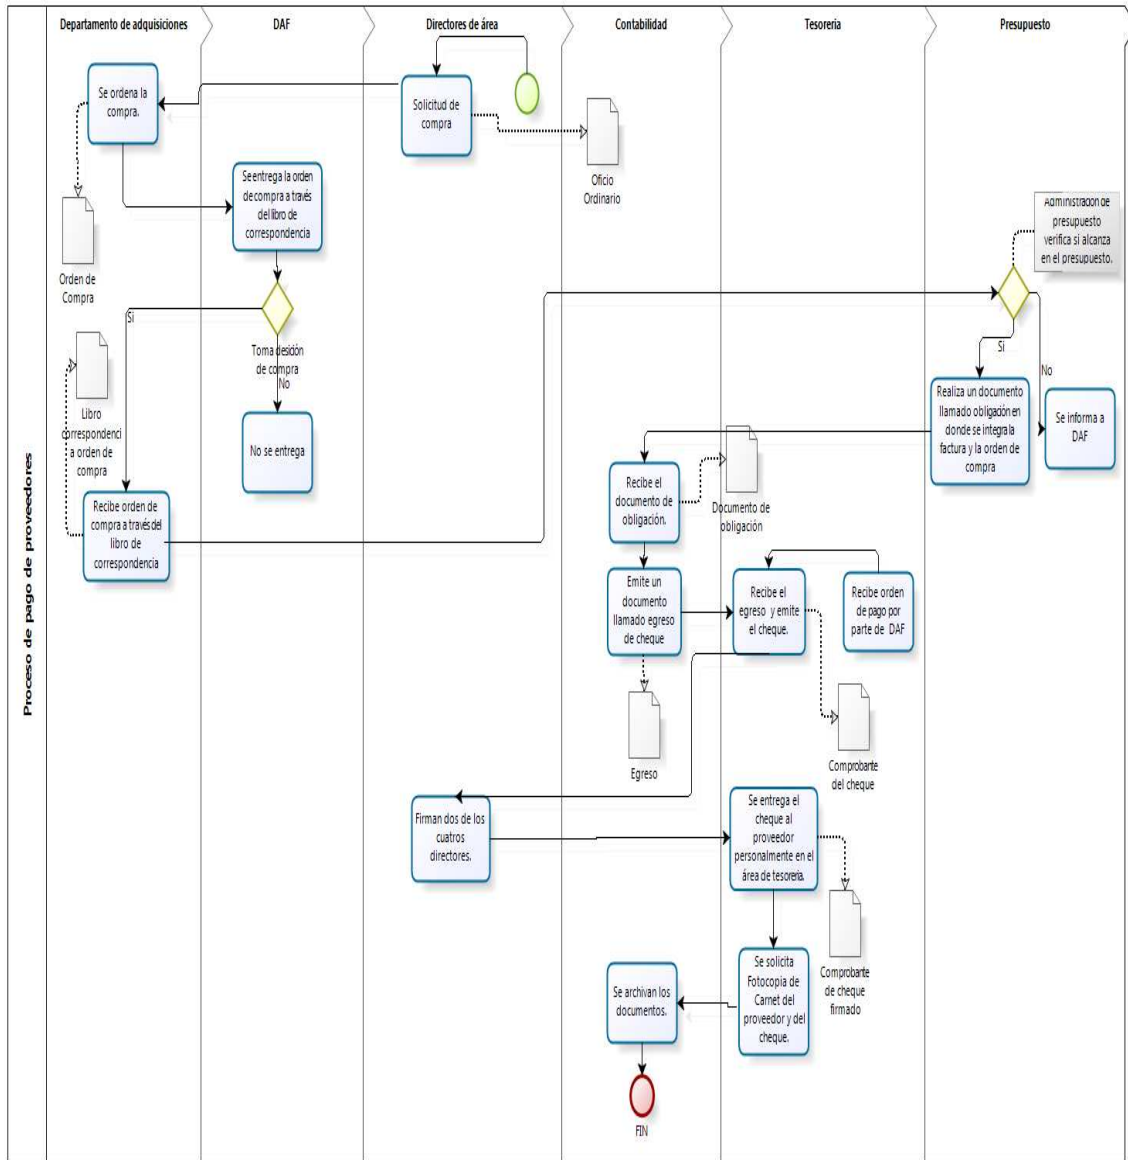 Proceso de pago de proveedores
Departamento de adquisiciones
DAF
Directores de área
Contabilidad
Tesoreria
Presupuesto
Se ordena la
compra.
Solicitud de
compra
Oficio
Ordinario
Se entrega la orden
de compra a través
del libro de
correspondencia
Orden de
Compra
Administracion de
presupuesto
verifica si alcanza
en el presupuesto.
Si
Toma desición
de compra
No
Si
No
Libro
correspondenci
a orden de
compra
No se entrega
Realiza un documento
llamado obligación en
donde se integra la
factura y la orden de
compra
Se informa a
DAF
Recibe orden de
compra a través del
libro de
correspondencia
Recibe el
documento de
obligación.
Documento de
obligación
Emite un
documento
llamado egreso
de cheque
Recibe el
egreso y emite
el cheque.
Recibe orden
de pago por
parte de DAF
Egreso
Comprobante
del cheque
Firman dos de los
cuatros
directores.
Se entrega el
cheque al
proveedor
personalmente en el
área de tesoreria.
Comprobante
de cheque
firmado
Se solicita
Fotocopia de
Carnet del
proveedor y del
cheque.
Se archivan los
documentos.
FIN